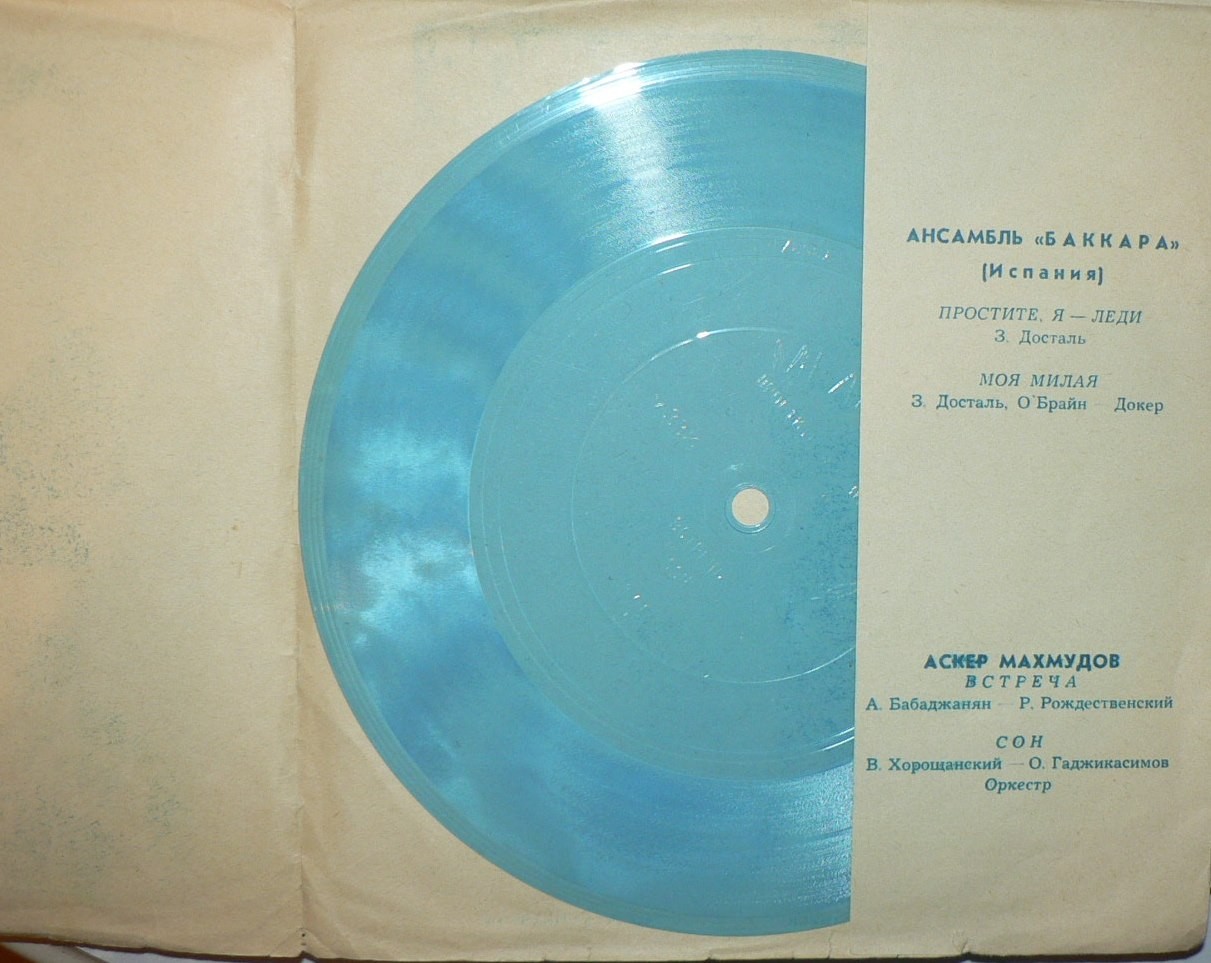 АНСАМБЛЬ «БАККАРА»
(Испания)
ПРОСТИТЕ, Я — ЛЕДИ
З. Досталь
МОЯ МИЛАЯ
З. Досталь, О`Брайн — Докер
АСКЕР МАХМУДОВ
ВСТРЕЧА
А. Бабаджанян — Р. Рождественский
СОН
В. Хорощанский — О. Гаджикасимов
Оркестр